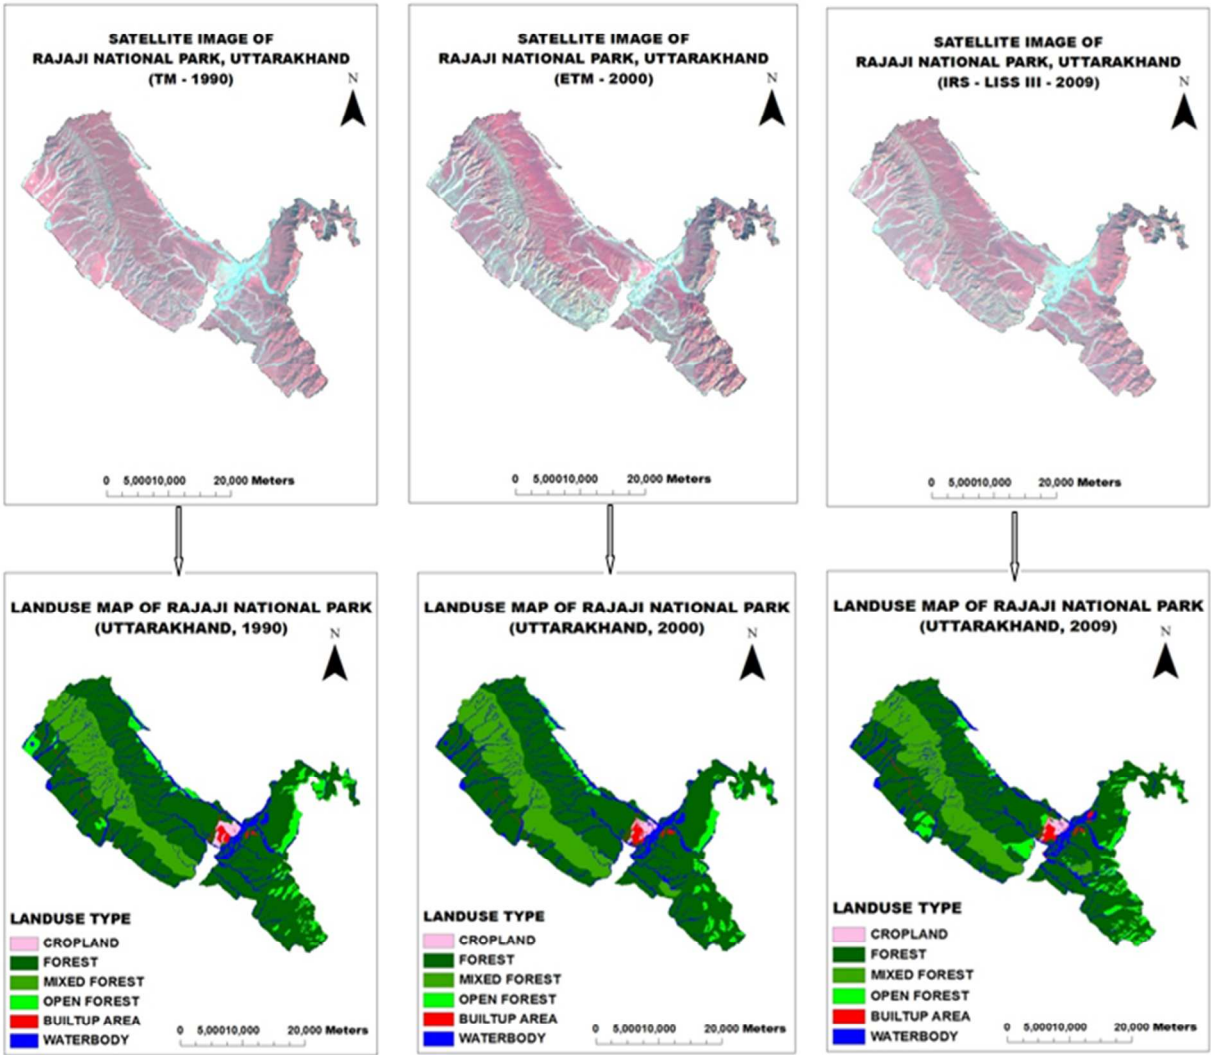 SATELLITE IMAGE OF
RAJAJI NATIONAL PARK, UTTARAKHAND
(TM - 1990)
N
0 5,00010,000 20,000 Meters
SATELLITE IMAGE OF
RAJAJI NATIONAL PARK, UTTARAKHAND
(ETM - 2000)
N
0 5,00010,000 20,000 Meters
SATELLITE IMAGE OF
RAJAJI NATIONAL PARK, UTTARAKHAND
(IRS - LISS III - 2009)
N
0 5,00010,000 20,000 Meters
LANDUSE MAP OF RAJAJI NATIONAL PARK
(UTTARAKHAND, 1990)
N
LANDUSE TYPE
CROPLAND
FOREST
MIXED FOREST
OPEN FOREST
BUILTUP AREA
WATERBODY
0 5,00010,000 20,000 Meters
LANDUSE MAP OF RAJAJI NATIONAL PARK
(UTTARAKHAND, 2000)
N
LANDUSE TYPE
CROPLAND
FOREST
MIXED FOREST
OPEN FOREST
BUILTUP AREA
WATERBODY
0 5,00010,000 20,000 Meters
LANDUSE MAP OF RAJAJI NATIONAL PARK
(UTTARAKHAND, 2009)
N
LANDUSE TYPE
CROPLAND
FOREST
MIXED FOREST
OPEN FOREST
BUILTUP AREA
WATERBODY
0 5,00010,000 20,000 Meters